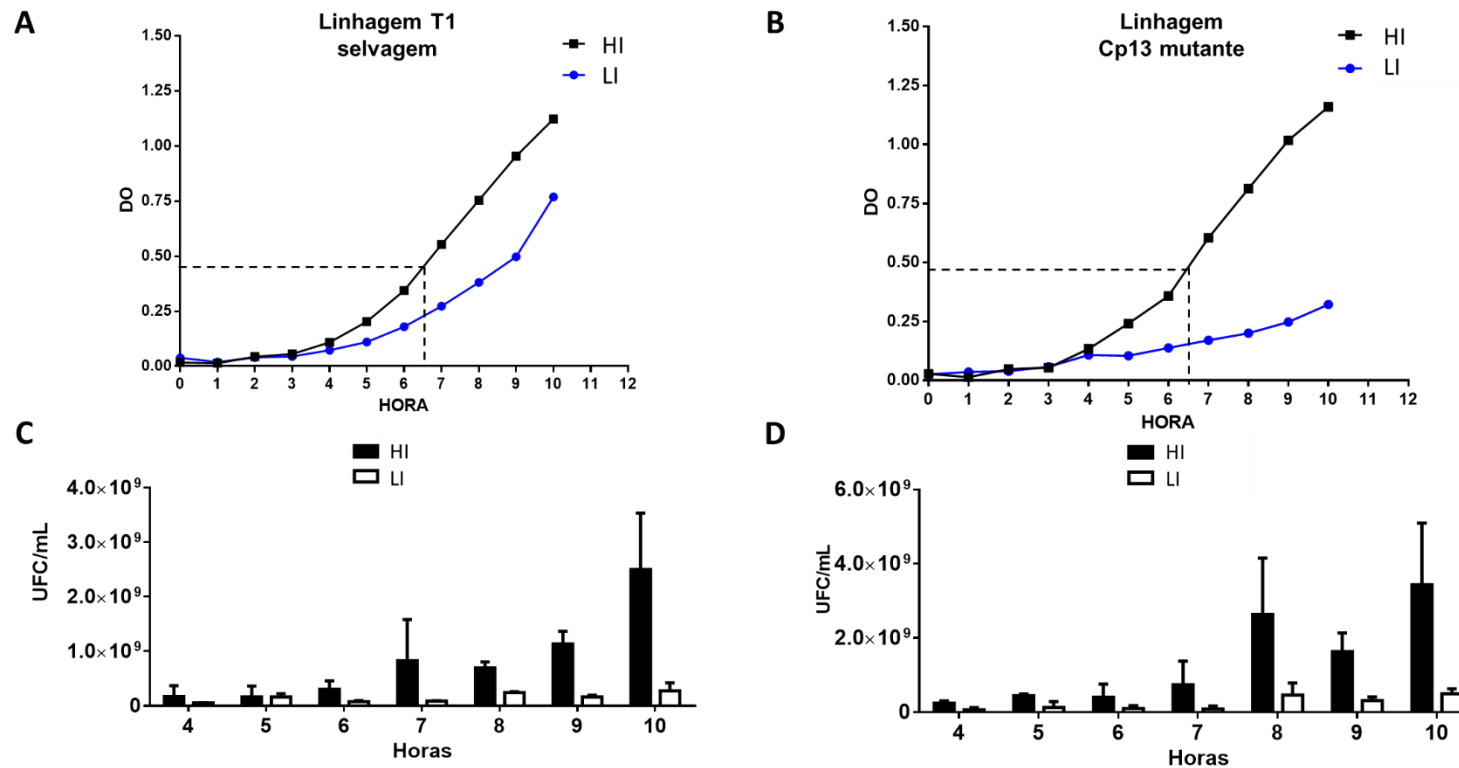 A
Linhagem T1
selvagem
HI
LI
1.50
1.25
1.00
0.75
0.50
0.25
0.00
DO
0 1 2 3 4 5 6 7 8 9 10 11 12
HORA
B
Linhagem
Cp13 mutante
HI
LI
1.50
1.25
1.00
0.75
0.50
0.25
0.00
DO
0 1 2 3 4 5 6 7 8 9 10 11 12
HORA
C
HI
LI
4.0×10⁹
3.0×10⁹
2.0×10⁹
1.0×10⁹
0
UFC/mL
4 5 6 7 8 9 10
Horas
D
HI
LI
6.0×10⁹
4.0×10⁹
2.0×10⁹
0
UFC/mL
4 5 6 7 8 9 10
Horas